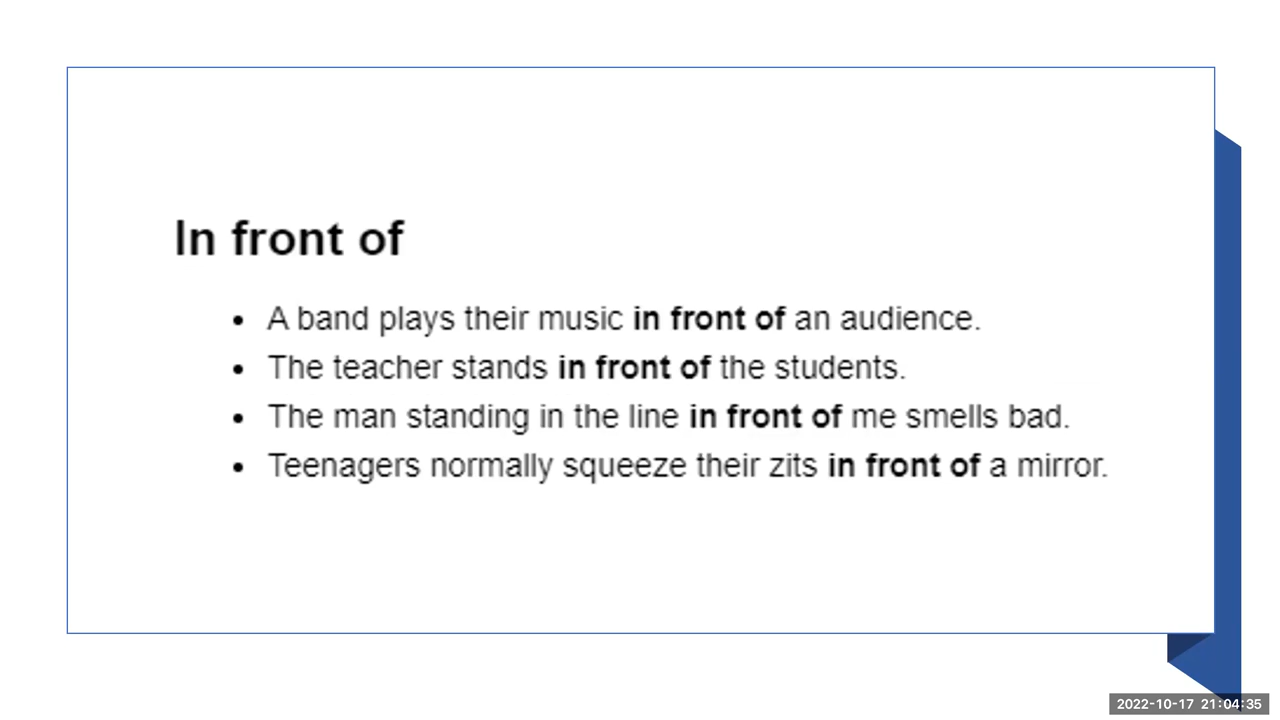 In front of
• A band plays their music in front of an audience.
• The teacher stands in front of the students.
• The man standing in the line in front of me smells bad.
• Teenagers normally squeeze their zits in front of a mirror.
2022-10-17 21:04:35